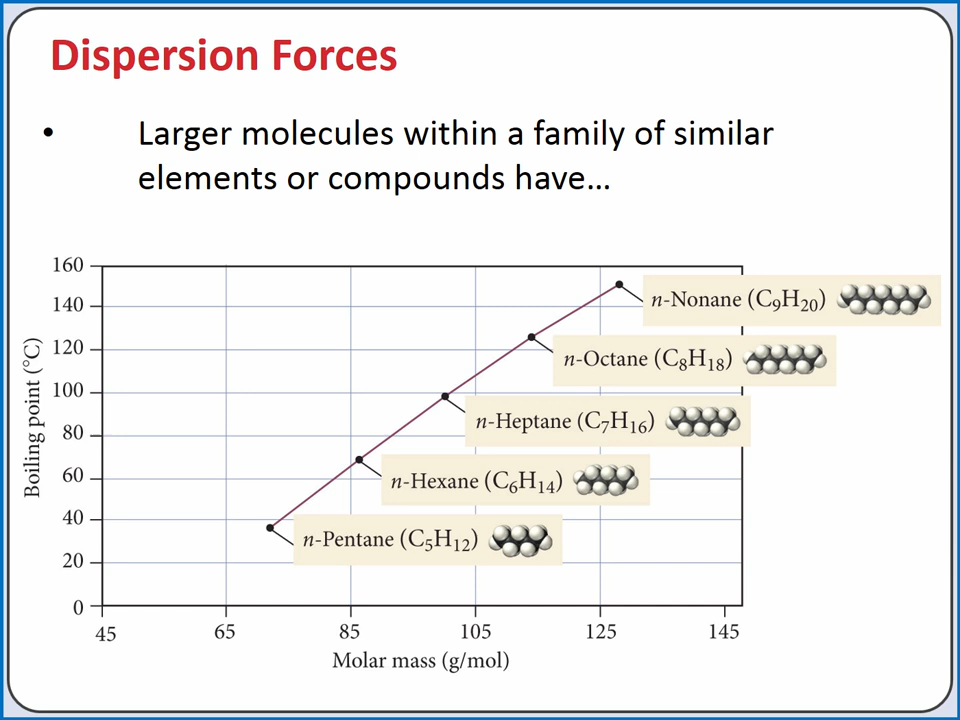 Dispersion Forces
• Larger molecules within a family of similar
elements or compounds have…
160
140
120
100
80
60
40
20
0
Boiling point (°C)
n-Nonane (C₉H₂₀)
n-Octane (C₈H₁₈)
n-Heptane (C₇H₁₆)
n-Hexane (C₆H₁₄)
n-Pentane (C₅H₁₂)
45 65 85 105 125 145
Molar mass (g/mol)